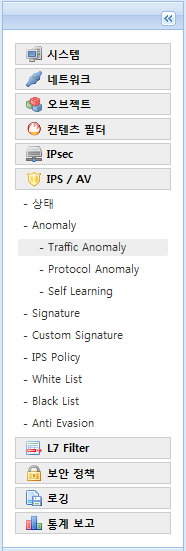 시스템
네트워크
오브젝트
컨텐츠 필터
IPsec
IPS / AV
- 상태
- Anomaly
- Traffic Anomaly
- Protocol Anomaly
- Self Learning
- Signature
- Custom Signature
- IPS Policy
- White List
- Black List
- Anti Evasion
L7 Filter
보안 정책
로깅
통계 보고